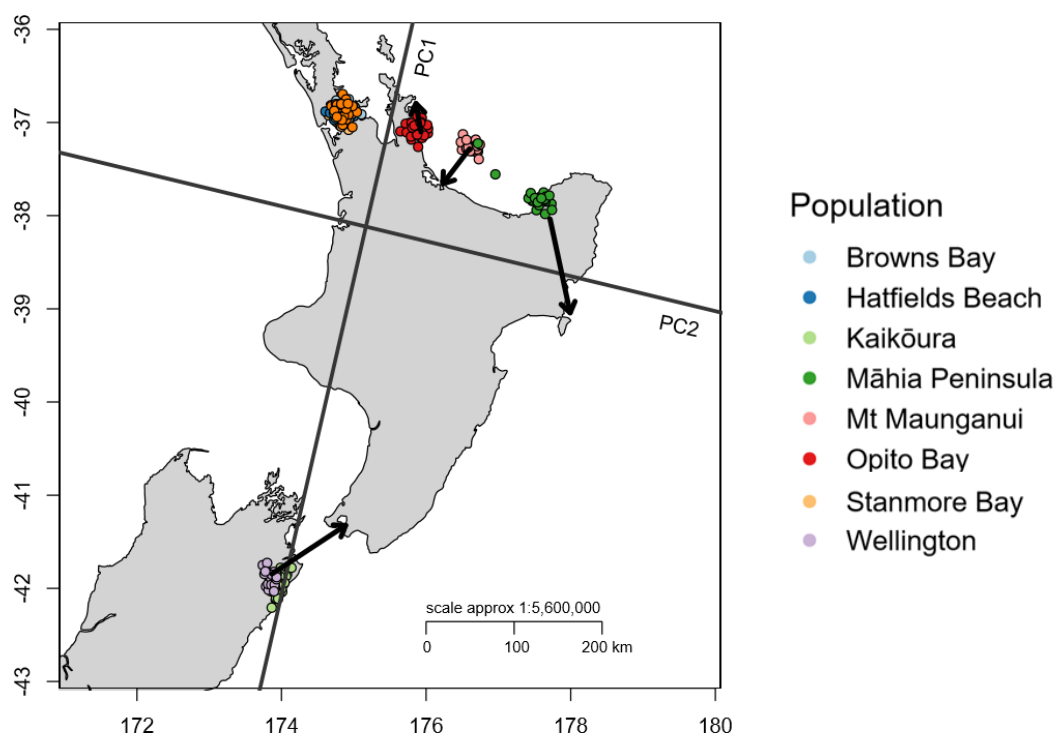 -36
-37
-38
-39
-40
-41
-42
-43
PC1
PC2
scale approx 1:5,600,000
0 100 200 km
172 174 176 178 180
Population
Browns Bay
Hatfields Beach
Kaikōura
Māhia Peninsula
Mt Maunganui
Opito Bay
Stanmore Bay
Wellington